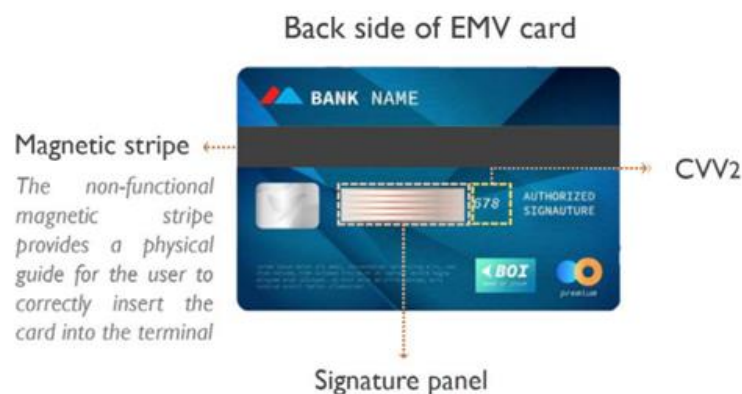 Back side of EMV card
BANK NAME
Magnetic stripe
CVV2
The non-functional
magnetic stripe
provides a physical
guide for the user to
correctly insert the
card into the terminal
678
AUTHORIZED
SIGNAUTURE
BOI
premium
Signature panel